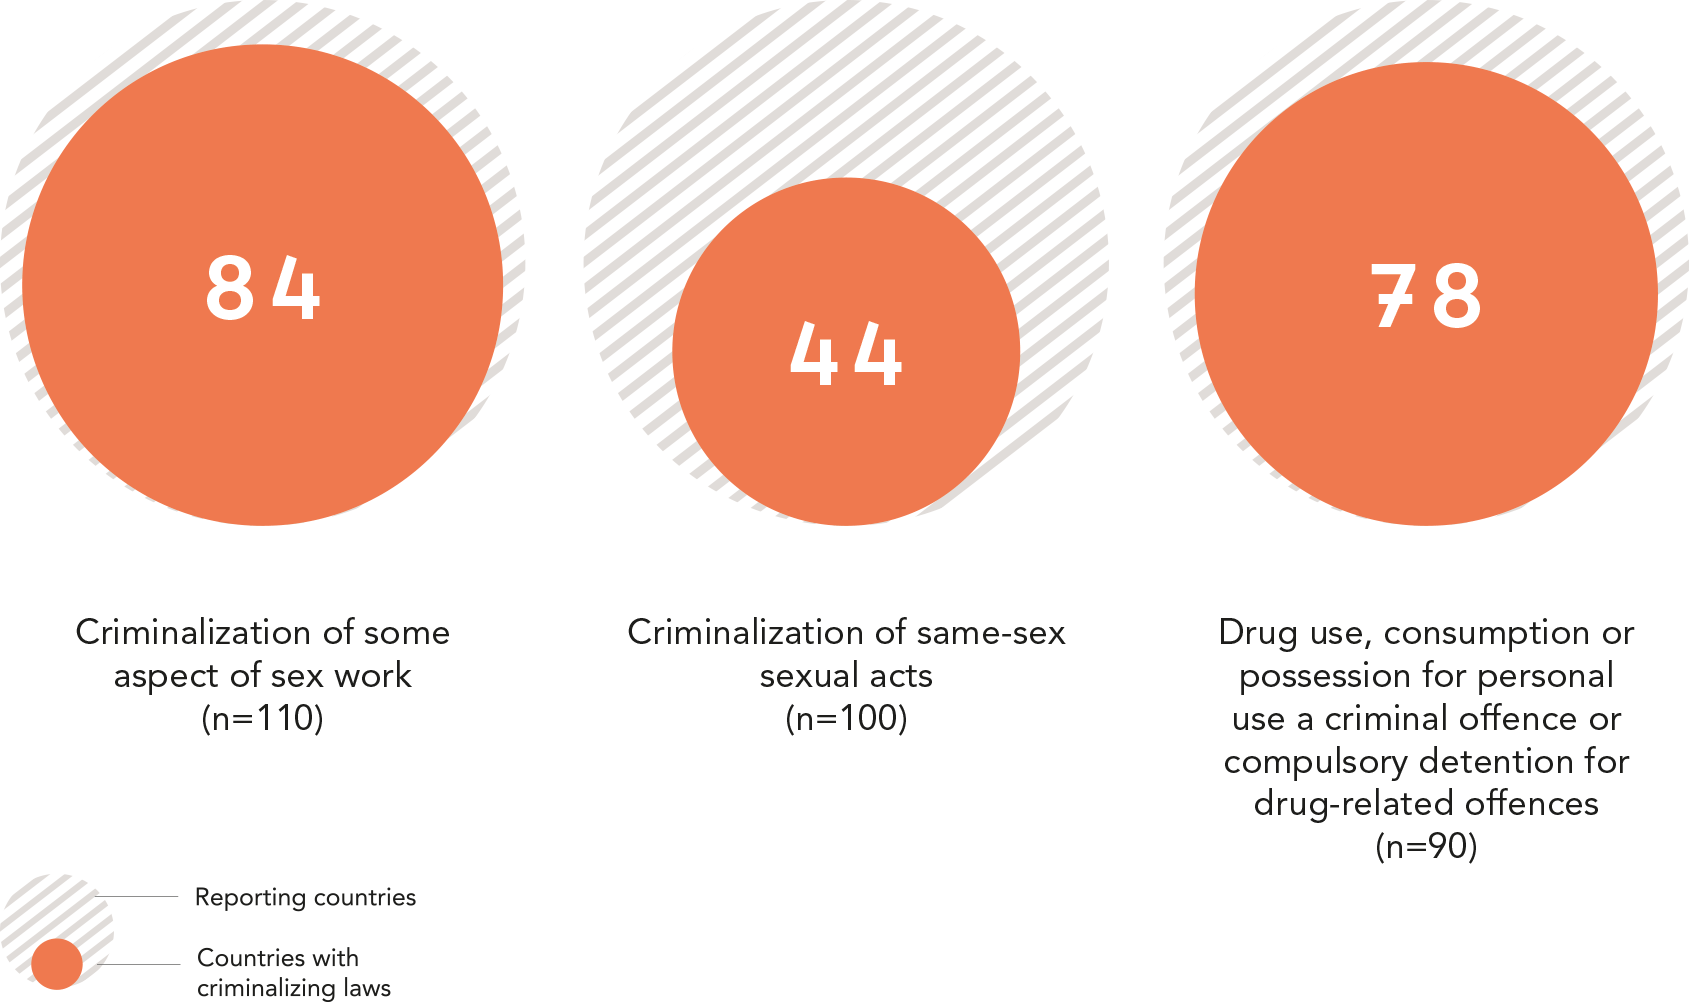 84
44
78
Criminalization of some
aspect of sex work
(n=110)
Criminalization of same-sex
sexual acts
(n=100)
Drug use, consumption or
possession for personal
use a criminal offence or
compulsory detention for
drug-related offences
(n=90)
Reporting countries
Countries with
criminalizing laws